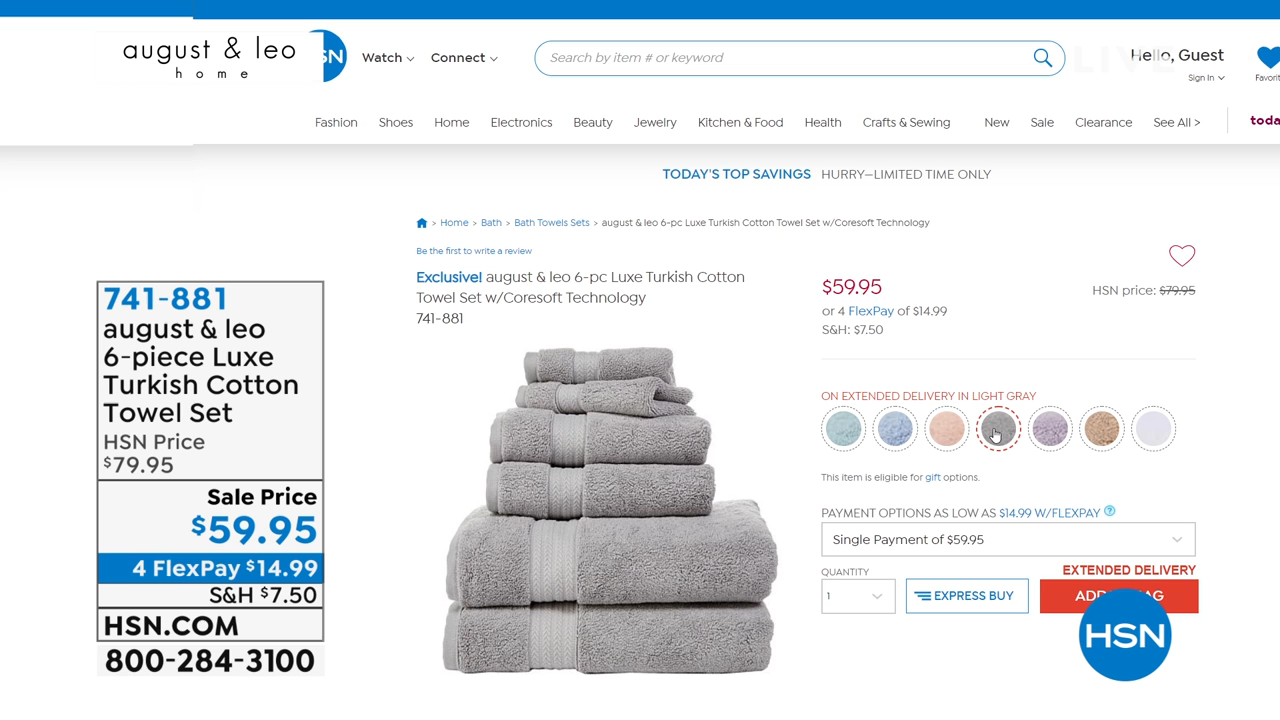 august & leo
home
SN
Watch
Connect
Search by item # or keyword
LIVE
Hello, Guest
Sign In
Favorit
Fashion
Shoes
Home
Electronics
Beauty
Jewelry
Kitchen & Food
Health
Crafts & Sewing
New
Sale
Clearance
See All >
toda
TODAY'S TOP SAVINGS HURRY—LIMITED TIME ONLY
> Home > Bath > Bath Towels Sets > august & leo 6-pc Luxe Turkish Cotton Towel Set w/Coresoft Technology
Be the first to write a review
Exclusive! august & leo 6-pc Luxe Turkish Cotton
Towel Set w/Coresoft Technology
741-881
$59.95
HSN price: $79.95
or 4 FlexPay of $14.99
S&H: $7.50
ON EXTENDED DELIVERY IN LIGHT GRAY
This item is eligible for gift options.
PAYMENT OPTIONS AS LOW AS $14.99 W/FLEXPAY ?
Single Payment of $59.95
QUANTITY
EXTENDED DELIVERY
1
EXPRESS BUY
ADD AG
HSN
741-881
august & leo
6-piece Luxe
Turkish Cotton
Towel Set
HSN Price
$79.95
Sale Price
$59.95
4 FlexPay $14.99
S&H $7.50
HSN.COM
800-284-3100